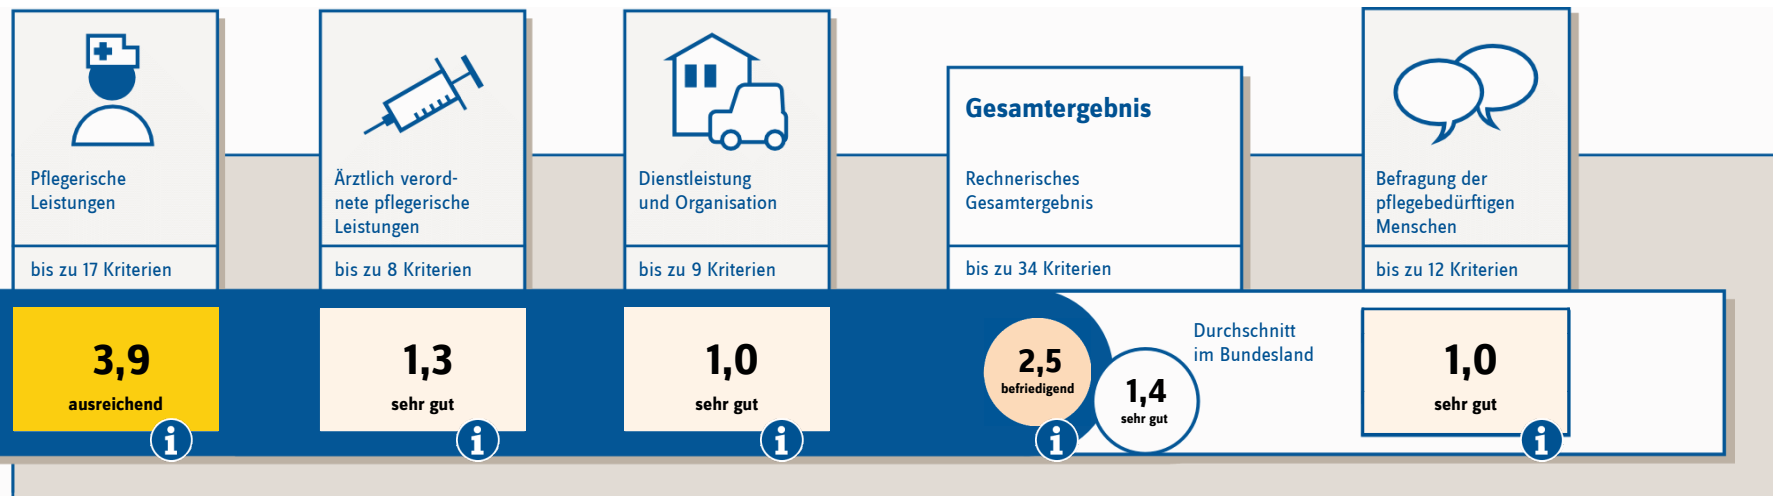 Pflegerische
Leistungen
bis zu 17 Kriterien
3,9
ausreichend
i
Ärztlich verord-
nete pflegerische
Leistungen
bis zu 8 Kriterien
1,3
sehr gut
i
Dienstleistung
und Organisation
bis zu 9 Kriterien
1,0
sehr gut
i
Gesamtergebnis
Rechnerisches
Gesamtergebnis
bis zu 34 Kriterien
2,5
befriedigend
i
1,4
sehr gut
Durchschnitt
im Bundesland
Befragung der
pflegebedürftigen
Menschen
bis zu 12 Kriterien
1,0
sehr gut
i